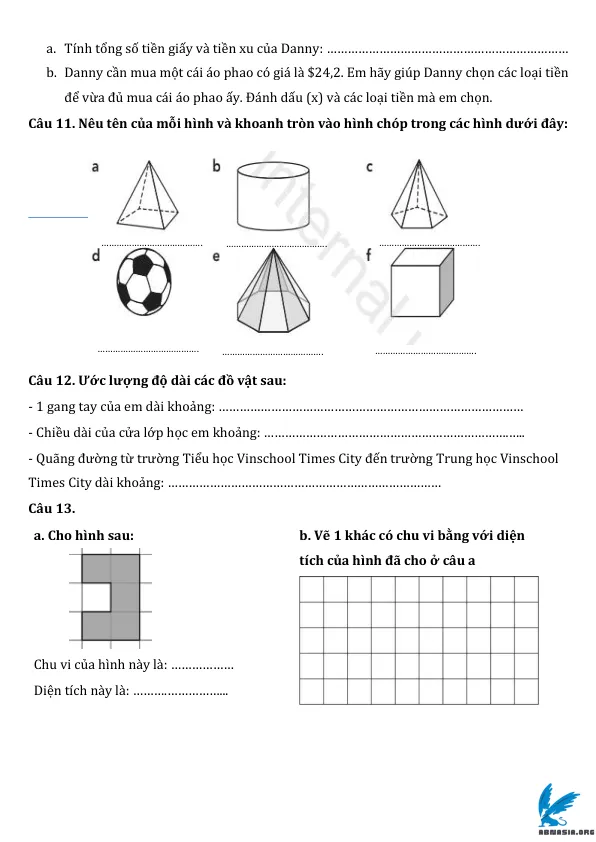 a. Tính tổng số tiền giấy và tiền xu của Danny: ……………………………………………………………
b. Danny cần mua một cái áo phao có giá là $24,2. Em hãy giúp Danny chọn các loại tiền
để vừa đủ mua cái áo phao ấy. Đánh dấu (x) và các loại tiền mà em chọn.
Câu 11. Nêu tên của mỗi hình và khoanh tròn vào hình chóp trong các hình dưới đây:
a b c
……………………………. ……………………………. …………………………….
d e f
……………………………. ……………………………. …………………………….
Internal
Câu 12. Ước lượng độ dài các đồ vật sau:
- 1 gang tay của em dài khoảng: ……………………………………………………………………………
- Chiều dài của cửa lớp học em khoảng: …………………………………………………………………
- Quãng đường từ trường Tiểu học Vinschool Times City đến trường Trung học Vinschool
Times City dài khoảng: ……………………………………………………………………
Câu 13.
a. Cho hình sau:
Chu vi của hình này là: ………………
Diện tích này là: ………………………
b. Vẽ 1 khác có chu vi bằng với diện
tích của hình đã cho ở câu a
ABNASIA.ORG